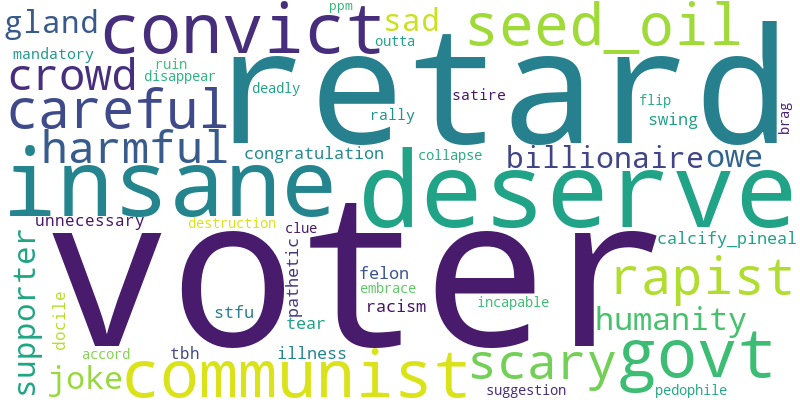 ppm
gland
convict
sad
seed_oil
mandatory
outta
crowd
ruin
disappear
retard
deadly
careful
satire
flip
rally
swing
brag
harmful
congratulation
collapse
billionaire
owe
insane
deserve
unnecessary
destruction
clue
voter
calcify_pineal
supporter
pathetic
felon
rapist
embrace
docile
stfu
racism
incapable
tear
humanity
accord
tbh
illness
scary
govt
joke
communist
suggestion
pedophile